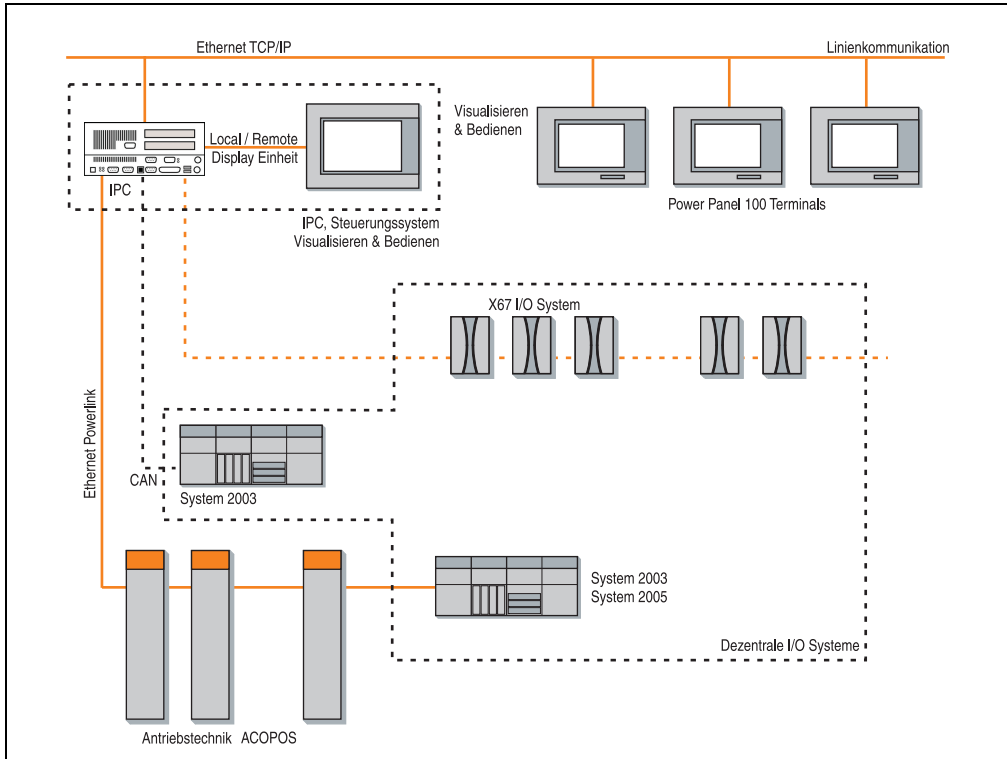 Ethernet TCP/IP
Linienkommunikation
Visualisieren
& Bedienen
Local / Remote
Display Einheit
IPC
IPC, Steuerungssystem
Visualisieren & Bedienen
Power Panel 100 Terminals
X67 I/O System
Ethernet Powerlink
CAN
System 2003
System 2003
System 2005
Dezentrale I/O Systeme
Antriebstechnik ACOPOS